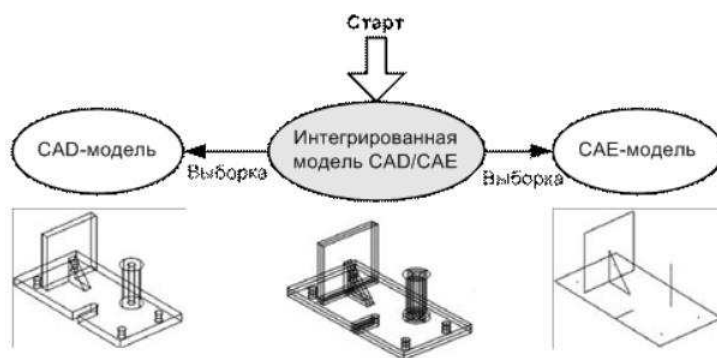 Старт
CAD-модель
Интегрированная
модель CAD/CAE
CAE-модель
Выборка
Выборка